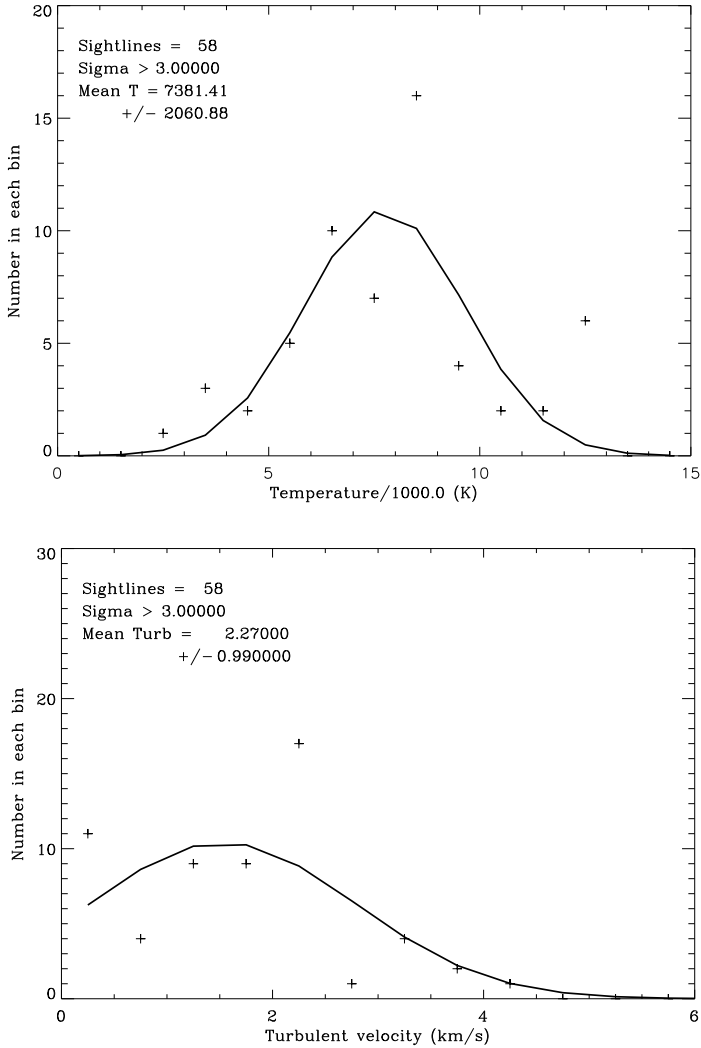 20
Sightlines = 58
Sigma > 3.00000
Mean T = 7381.41
+/- 2060.88
15
10
5
0
Number in each bin
0 5 10 15
Temperature/1000.0 (K)
30
Sightlines = 58
Sigma > 3.00000
Mean Turb = 2.27000
+/-0.990000
20
10
0
Number in each bin
0 2 4 6
Turbulent velocity (km/s)